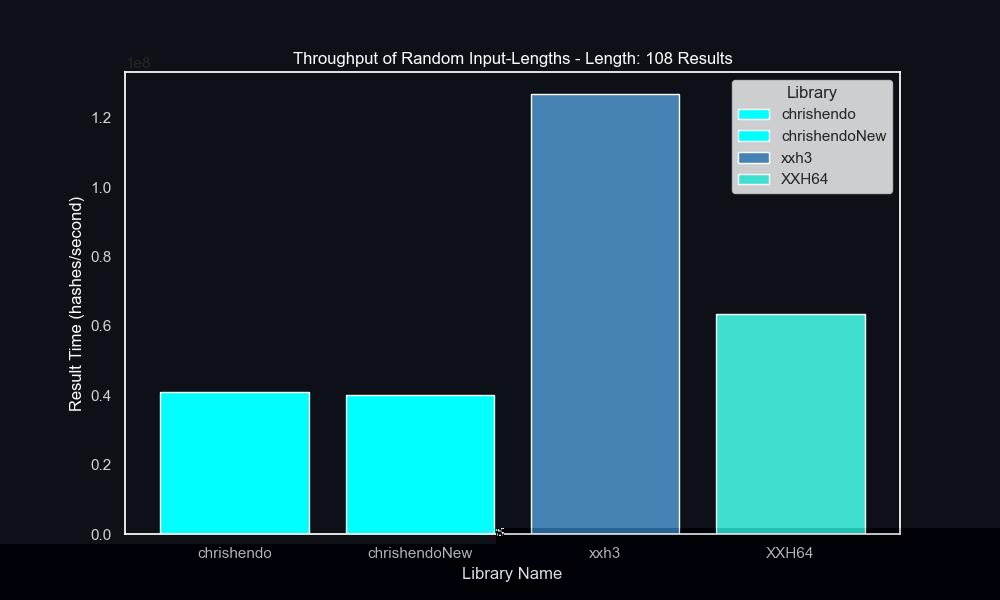 Throughput of Random Input-Lengths - Length: 108 Results
1e8
Library
chrishendo
chrishendoNew
xxh3
XXH64
Result Time (hashes/second)
1.2
1.0
0.8
0.6
0.4
0.2
0.0
chrishendo
chrishendoNew
xxh3
XXH64
Library Name